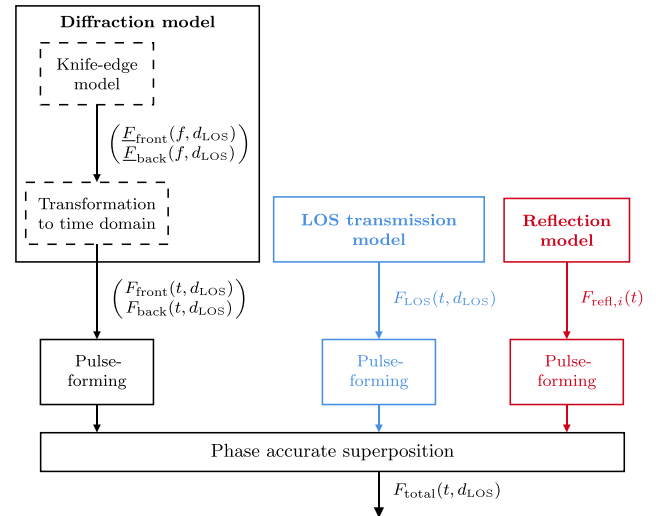 Diffraction model
Knife-edge
model
F_front(f, d_LOS)
F_back(f, d_LOS)
Transformation
to time domain
F_front(t, d_LOS)
F_back(t, d_LOS)
Pulse-
forming
LOS transmission
model
F_LOS(t, d_LOS)
Pulse-
forming
Reflection
model
F_refl,i(t)
Pulse-
forming
Phase accurate superposition
F_total(t, d_LOS)